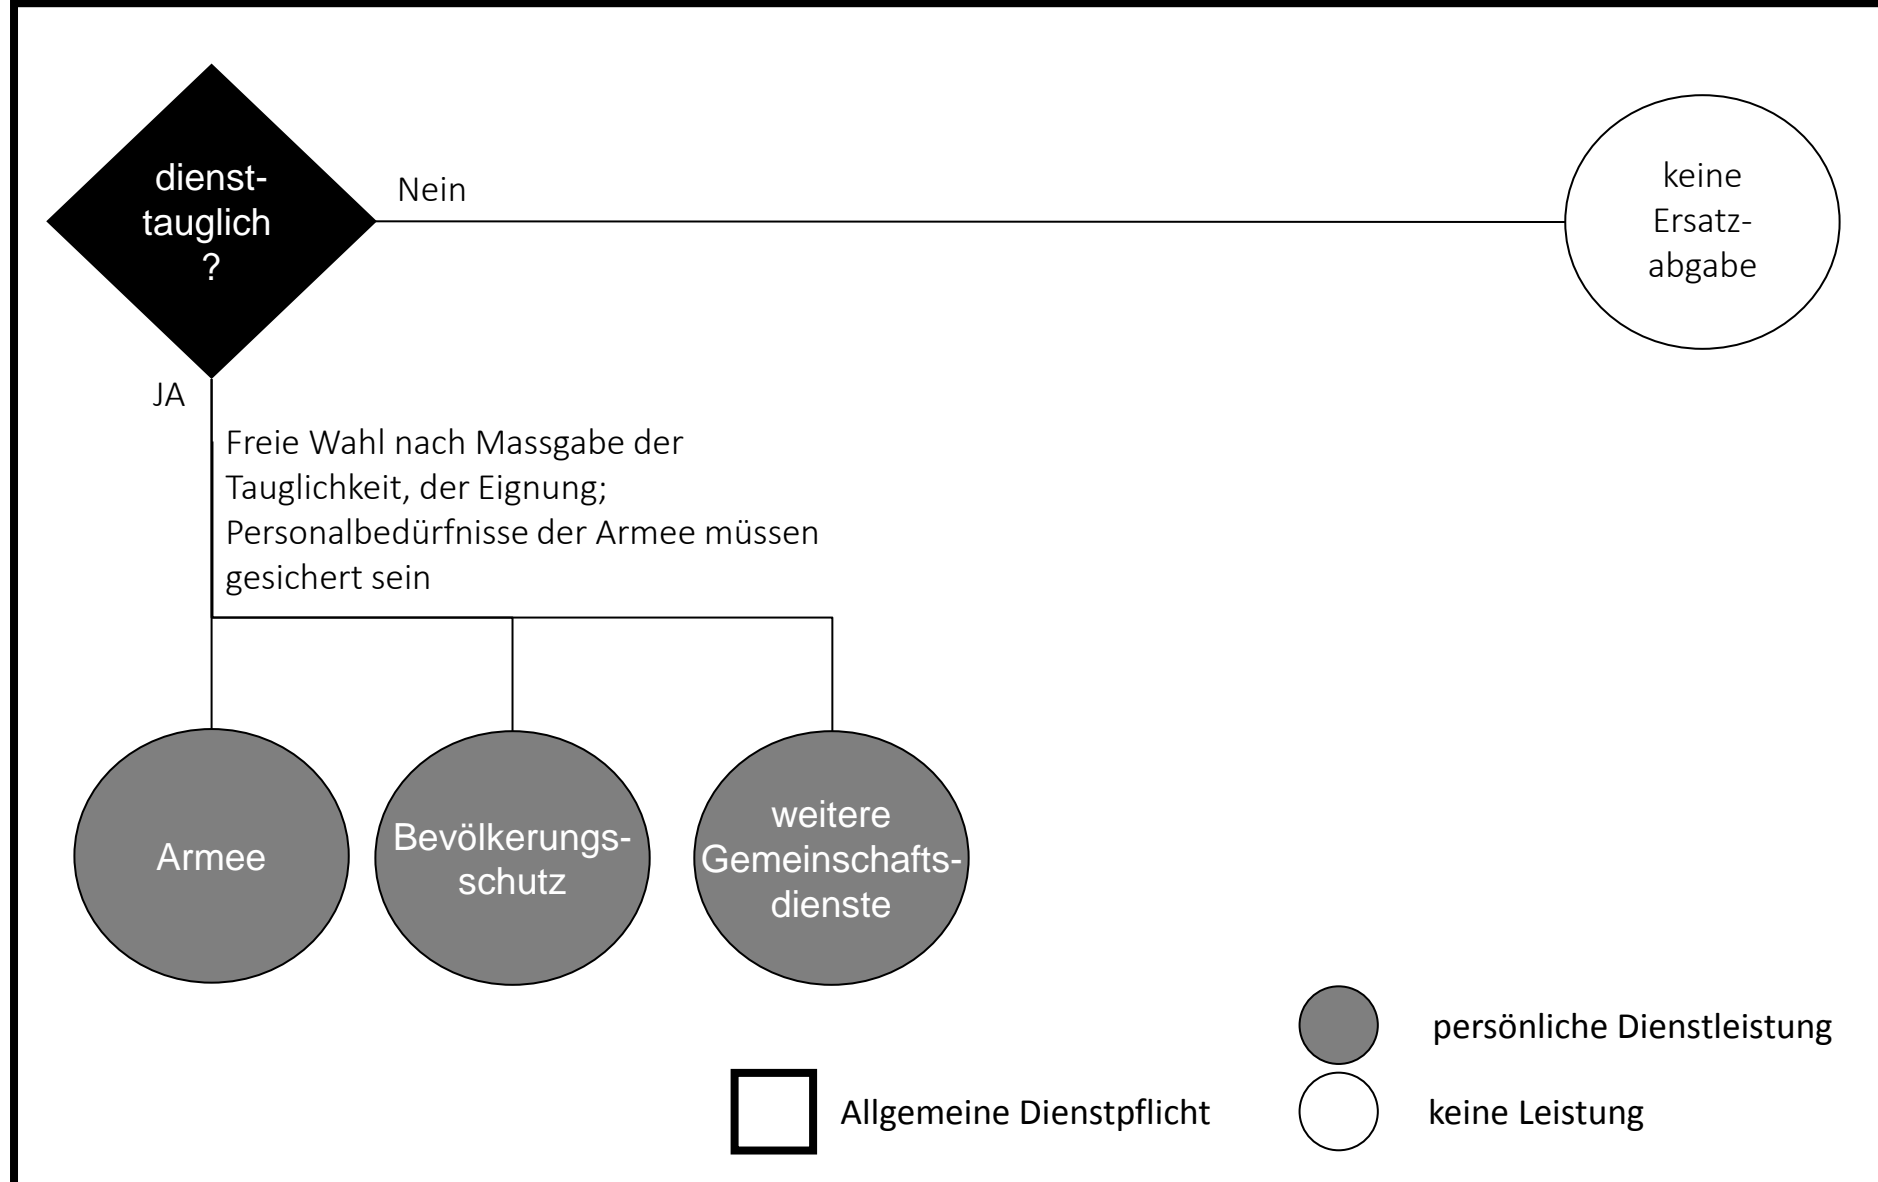 dienst-
tauglich
?
Nein
keine
Ersatz-
abgabe
JA
Freie Wahl nach Massgabe der
Tauglichkeit, der Eignung;
Personalbedürfnisse der Armee müssen
gesichert sein
Armee
Bevölkerungs-
schutz
weitere
Gemeinschafts-
dienste
persönliche Dienstleistung
Allgemeine Dienstpflicht
keine Leistung